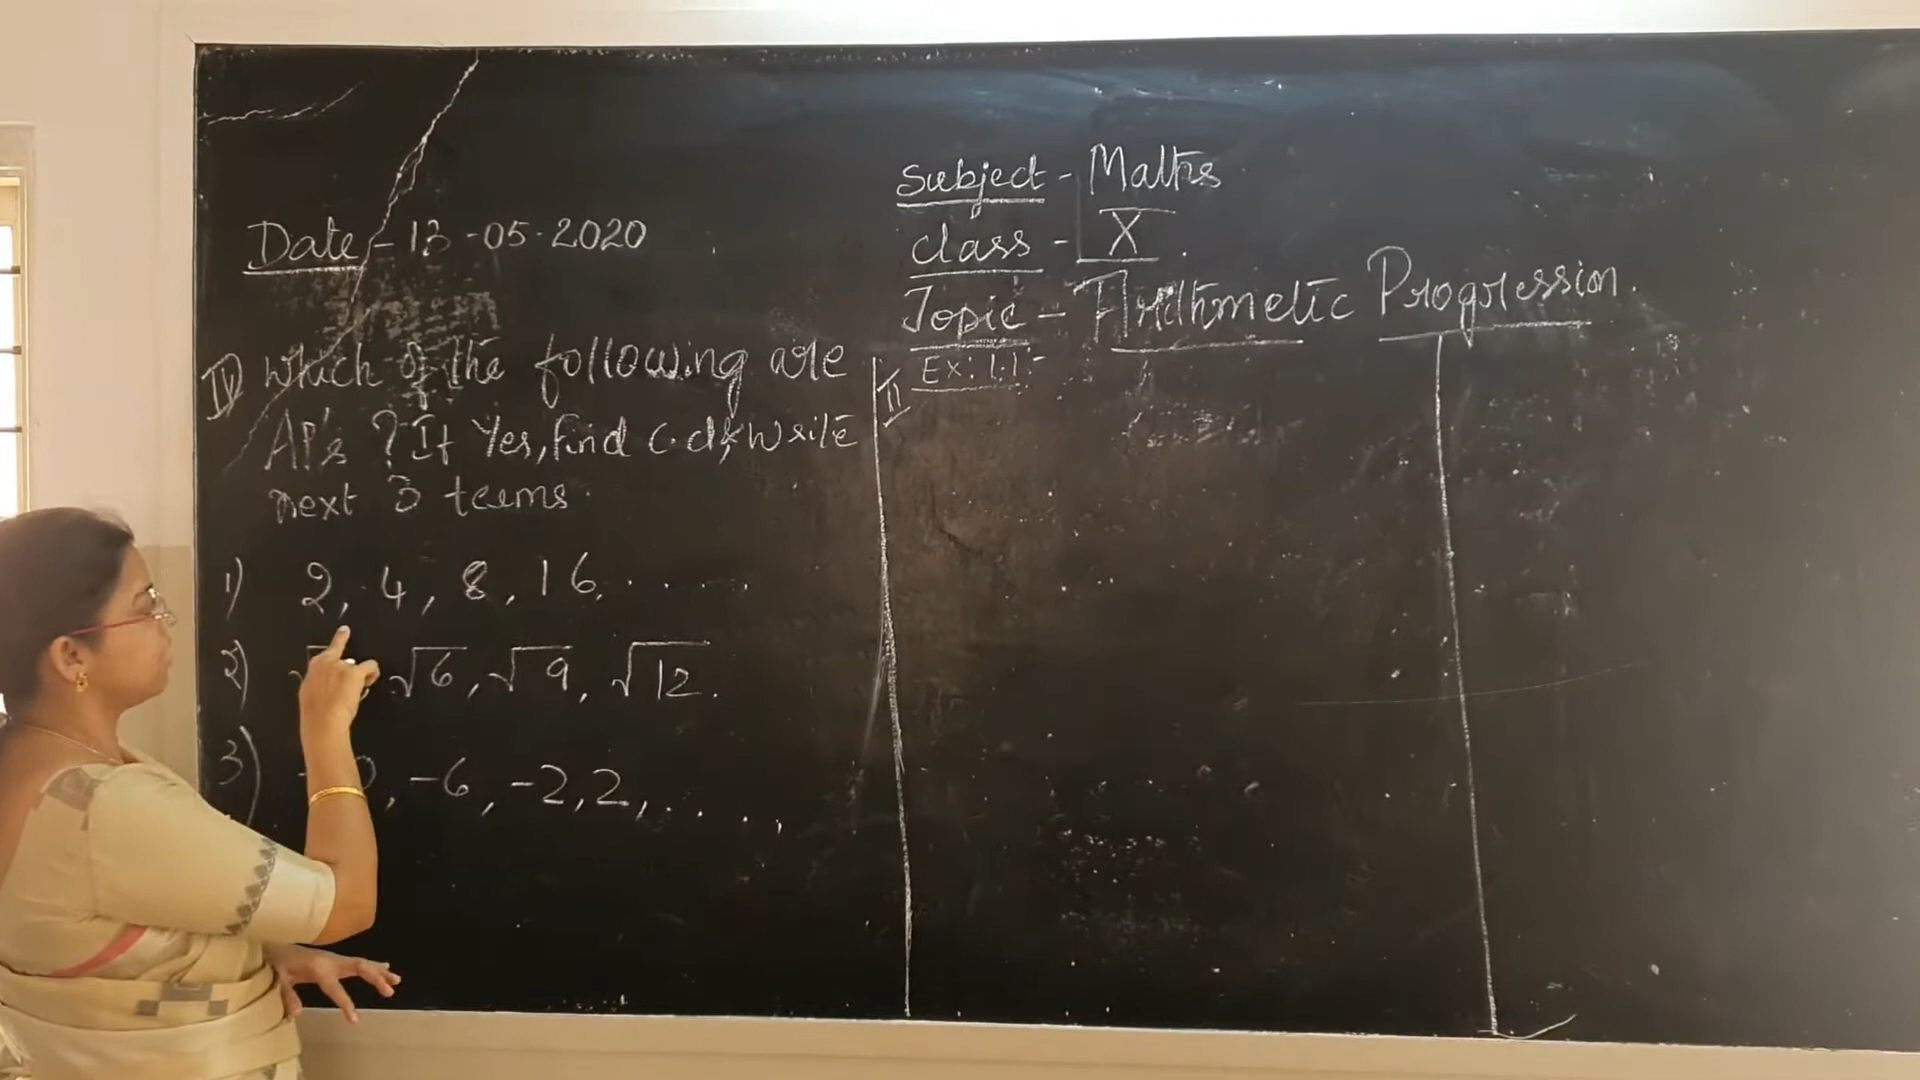 Subject - Maths
Class - X
Topic - Arithmetic Progression.
Date - 13-05-2020
IV) Which of the following are
AP's ? If Yes, find C.d & write
next 3 terms.
1) 2, 4, 8, 16, . . . .
2) √6, √9, √12.
3) , -6, -2, 2, . . . .
II Ex: 1.1:-